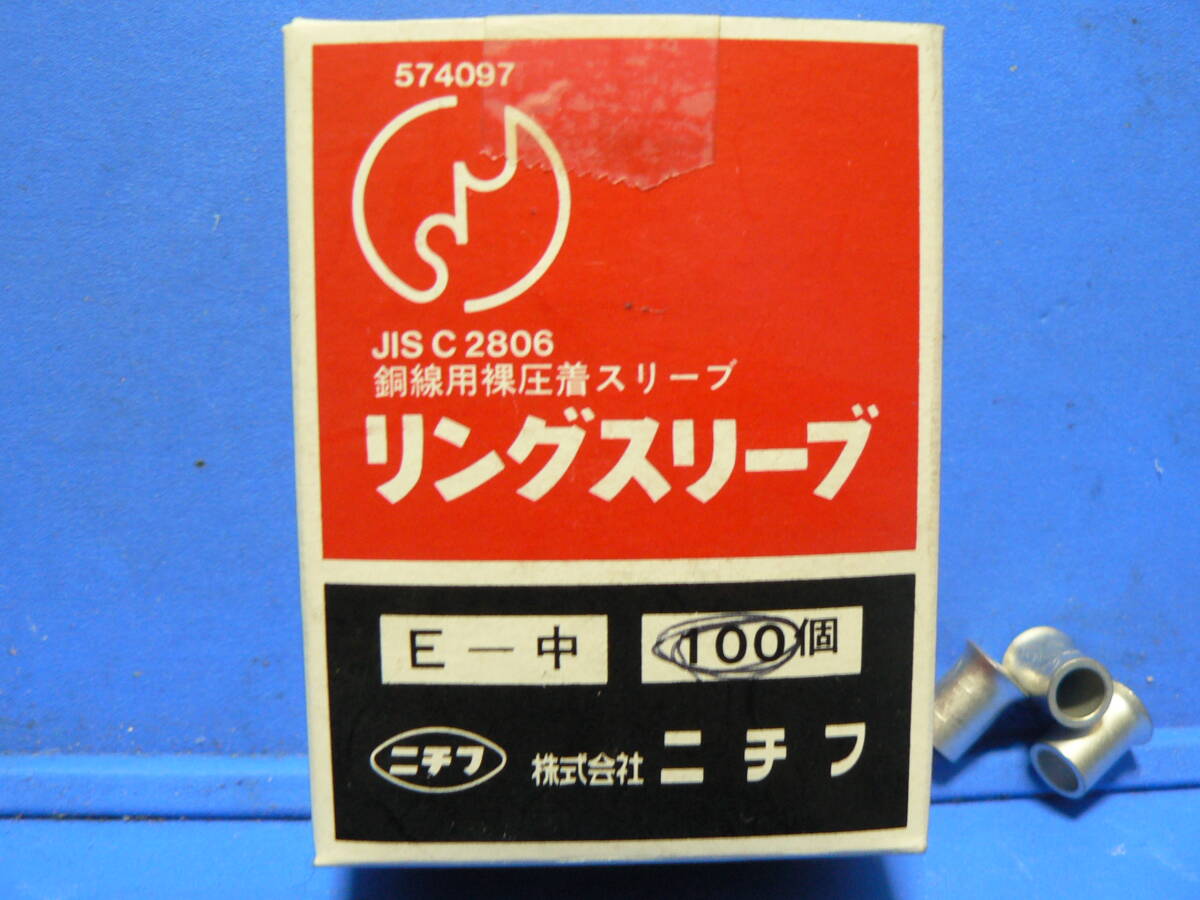 574097
JIS C 2806
銅線用裸圧着スリーブ
リングスリーブ
E－中
100個
ニチフ 株式会社 ニチフ